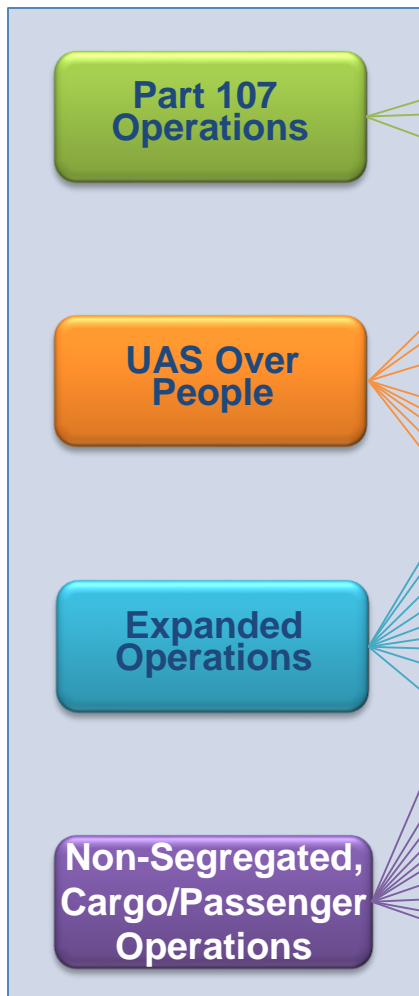 Part 107
Operations
UAS Over
People
Expanded
Operations
Non-Segregated,
Cargo/Passenger
Operations